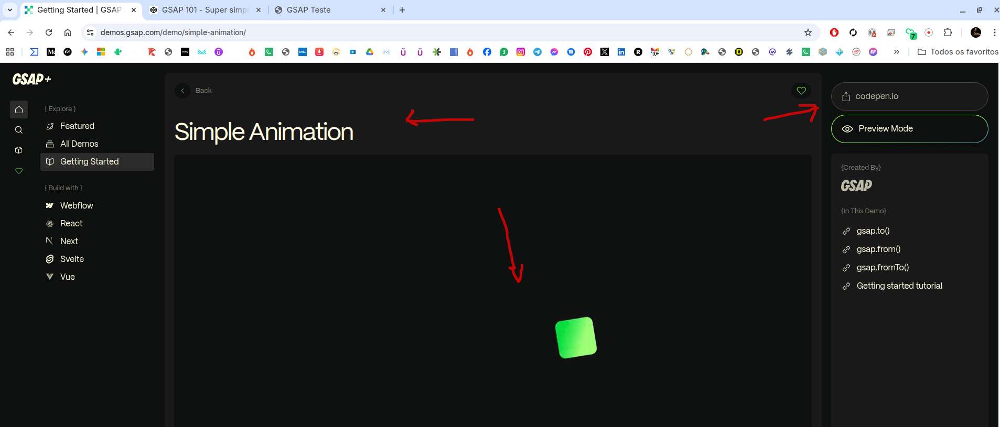 Getting Started | GSAP
GSAP 101 - Super simpl
GSAP Teste
demos.gsap.com/demo/simple-animation/
Todos os favoritos
GSAP+
{ Explore }
Featured
All Demos
Getting Started
{ Build with }
Webflow
React
Next
Svelte
Vue
Back
Simple Animation
codepen.io
Preview Mode
{Created By}
GSAP
{In This Demo}
gsap.to()
gsap.from()
gsap.fromTo()
Getting started tutorial